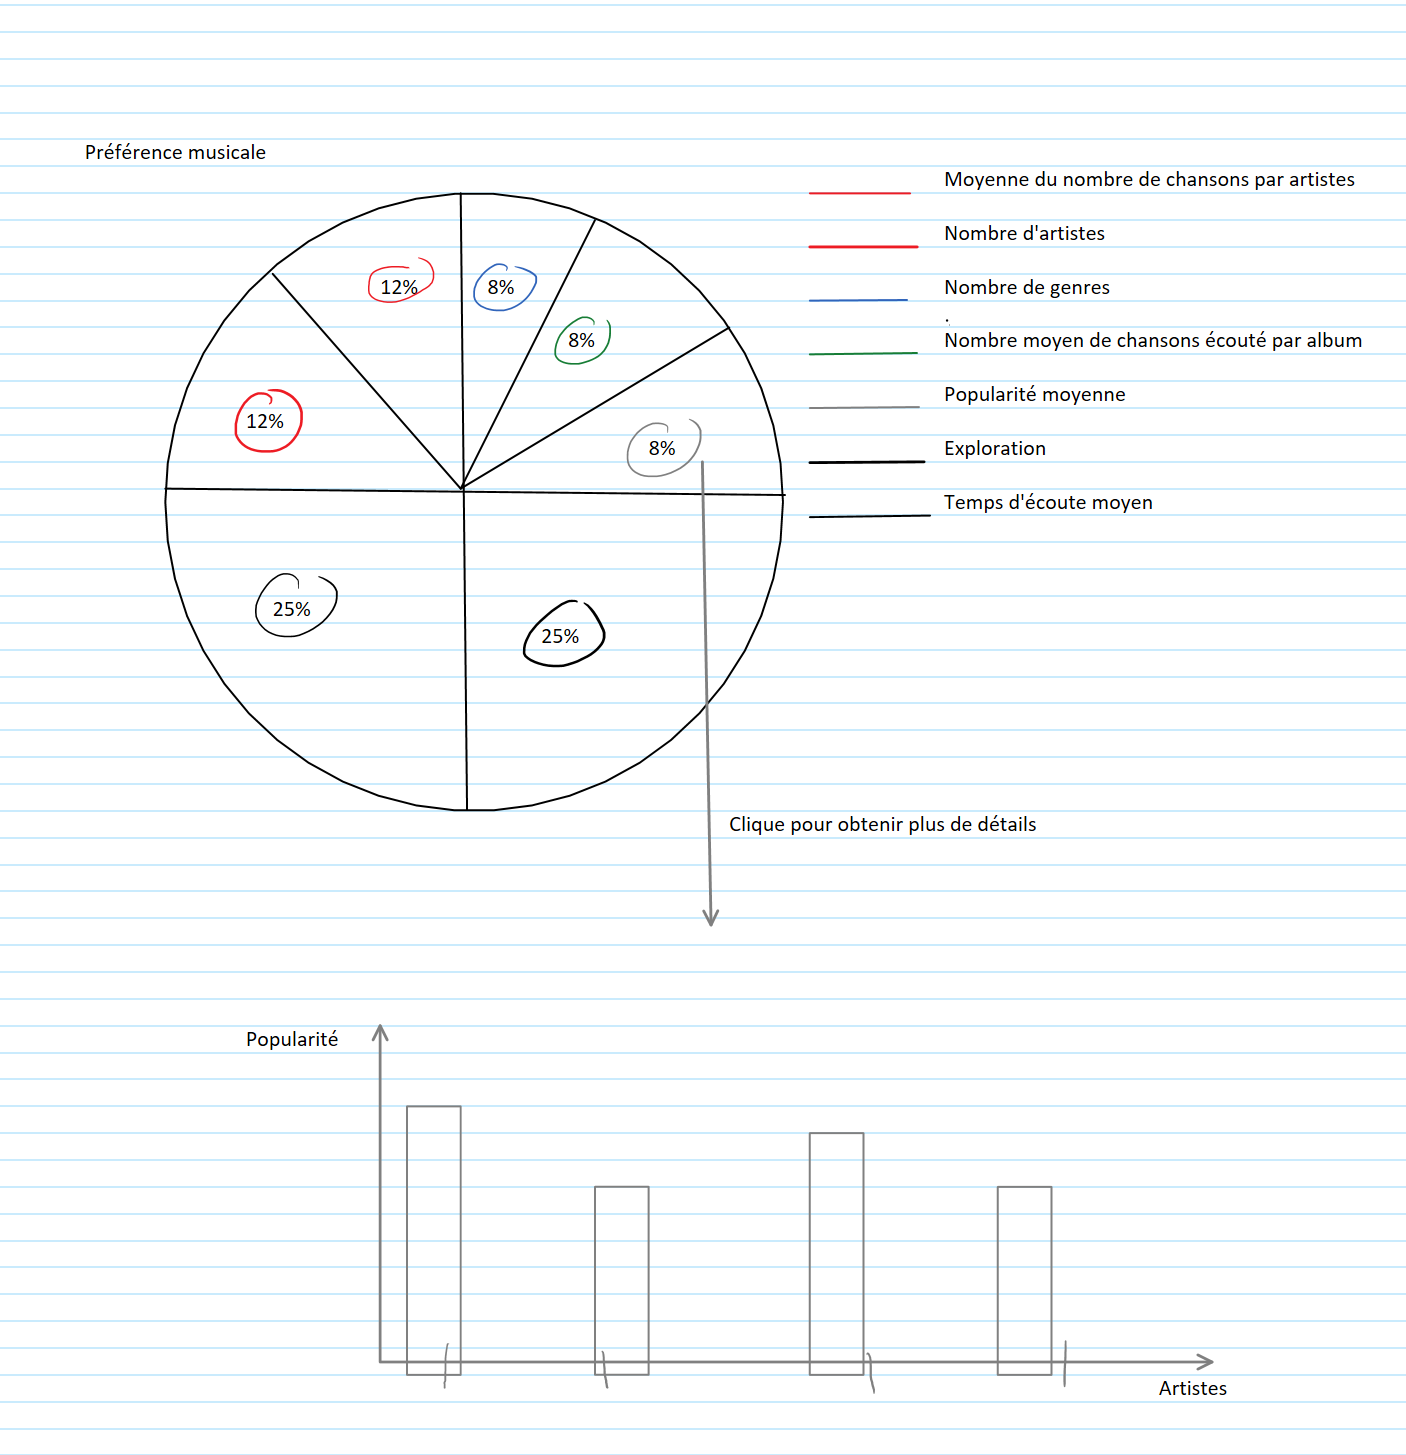 Préférence musicale
Moyenne du nombre de chansons par artistes
Nombre d'artistes
Nombre de genres
.
Nombre moyen de chansons écouté par album
Popularité moyenne
Exploration
Temps d'écoute moyen
12%
8%
8%
12%
8%
25%
25%
Clique pour obtenir plus de détails
Popularité
Artistes